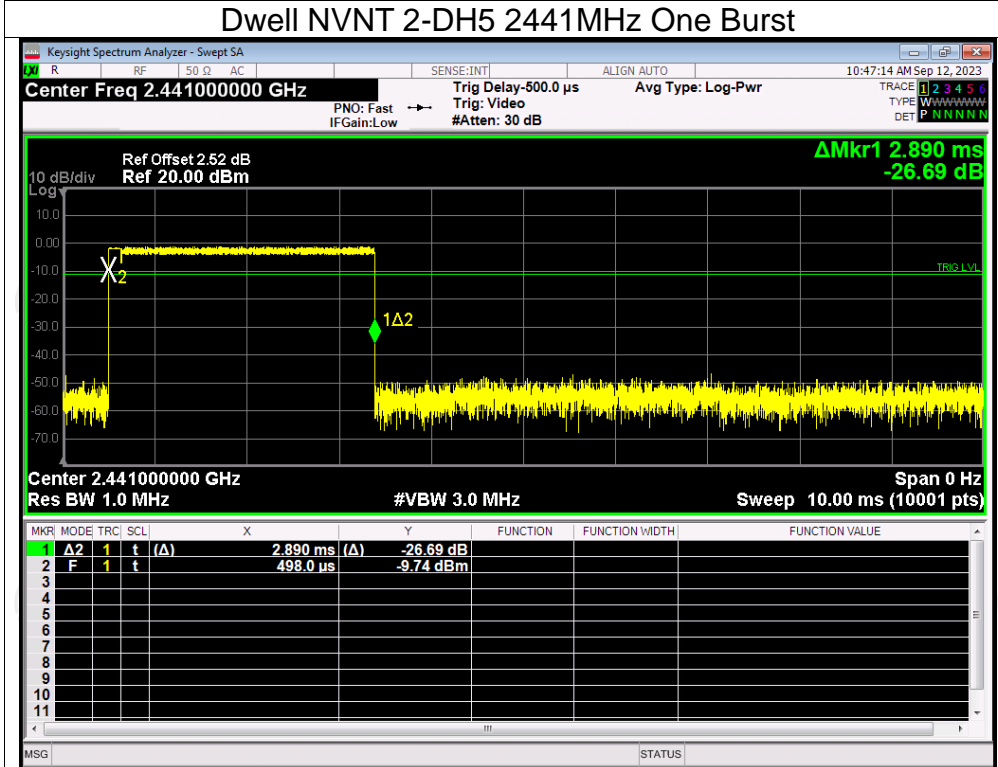 Dwell NVNT 2-DH5 2441MHz One Burst
Keysight Spectrum Analyzer - Swept SA
LXI R RF 50 Ω AC SENSE:INT ALIGN AUTO 10:47:14 AM Sep 12, 2023
Center Freq 2.441000000 GHz Trig Delay-500.0 µs Avg Type: Log-Pwr TRACE 1 2 3 4 5 6
PNO: Fast Trig: Video TYPE WWWWWW
IFGain:Low #Atten: 30 dB DET P N N N N N
ΔMkr1 2.890 ms
-26.69 dB
Ref Offset 2.52 dB
10 dB/div Ref 20.00 dBm
Log
10.0
0.00
-10.0
TRIG LVL
X2
-20.0
-30.0
1Δ2
-40.0
-50.0
-60.0
-70.0
Center 2.441000000 GHz Span 0 Hz
Res BW 1.0 MHz #VBW 3.0 MHz Sweep 10.00 ms (10001 pts)
MKR MODE TRC SCL X Y FUNCTION FUNCTION WIDTH FUNCTION VALUE
1 Δ2 1 t (Δ) 2.890 ms (Δ) -26.69 dB
2 F 1 t 498.0 µs -9.74 dBm
3
4
5
6
7
8
9
10
11
MSG STATUS